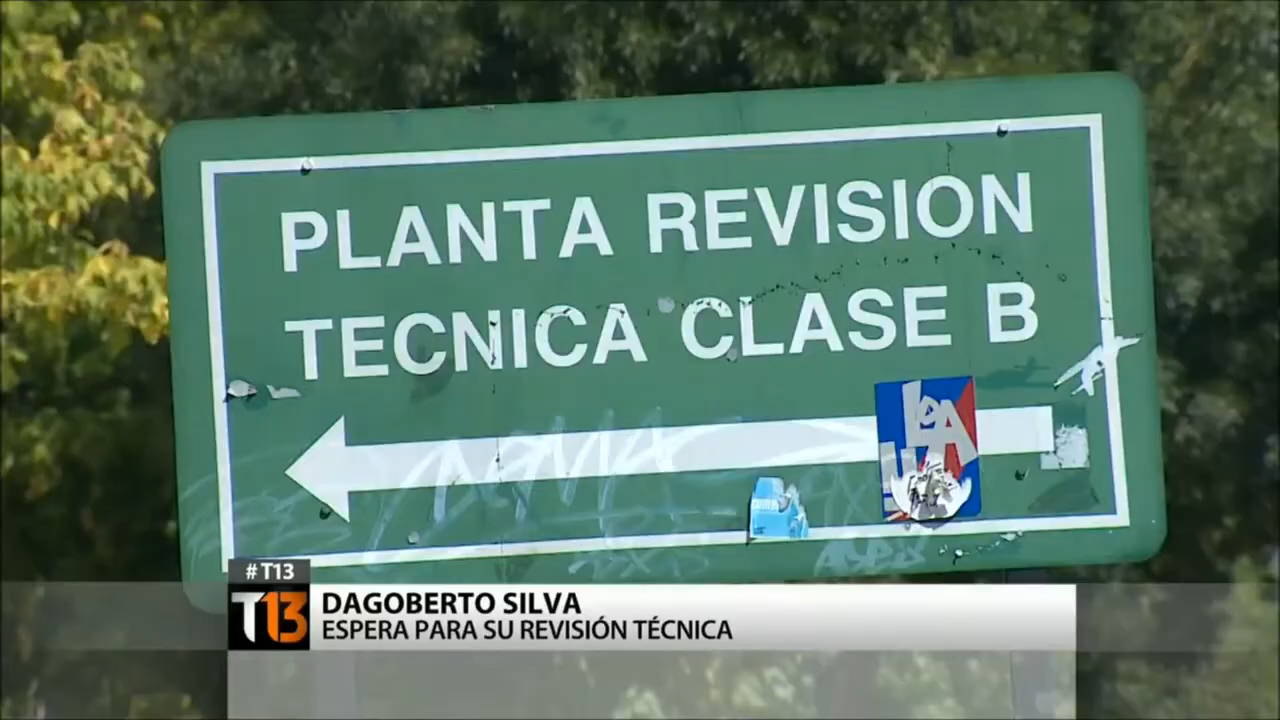 PLANTA REVISION
TECNICA CLASE B
#T13
T13
DAGOBERTO SILVA
ESPERA PARA SU REVISIÓN TÉCNICA